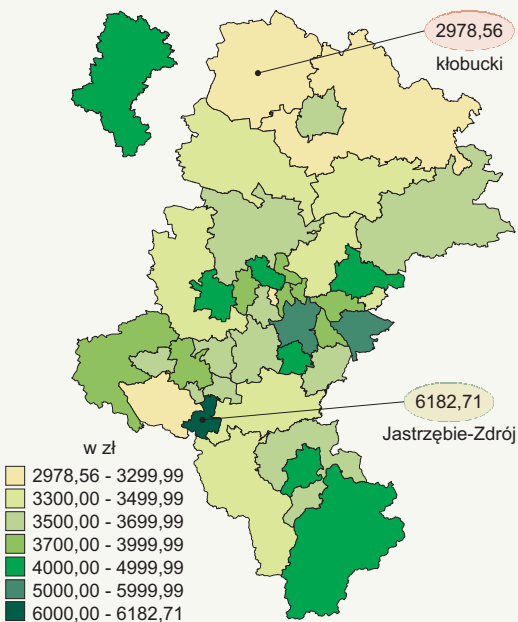 2978,56
kłobucki
6182,71
Jastrzębie-Zdrój
w zł
2978,56 - 3299,99
3300,00 - 3499,99
3500,00 - 3699,99
3700,00 - 3999,99
4000,00 - 4999,99
5000,00 - 5999,99
6000,00 - 6182,71